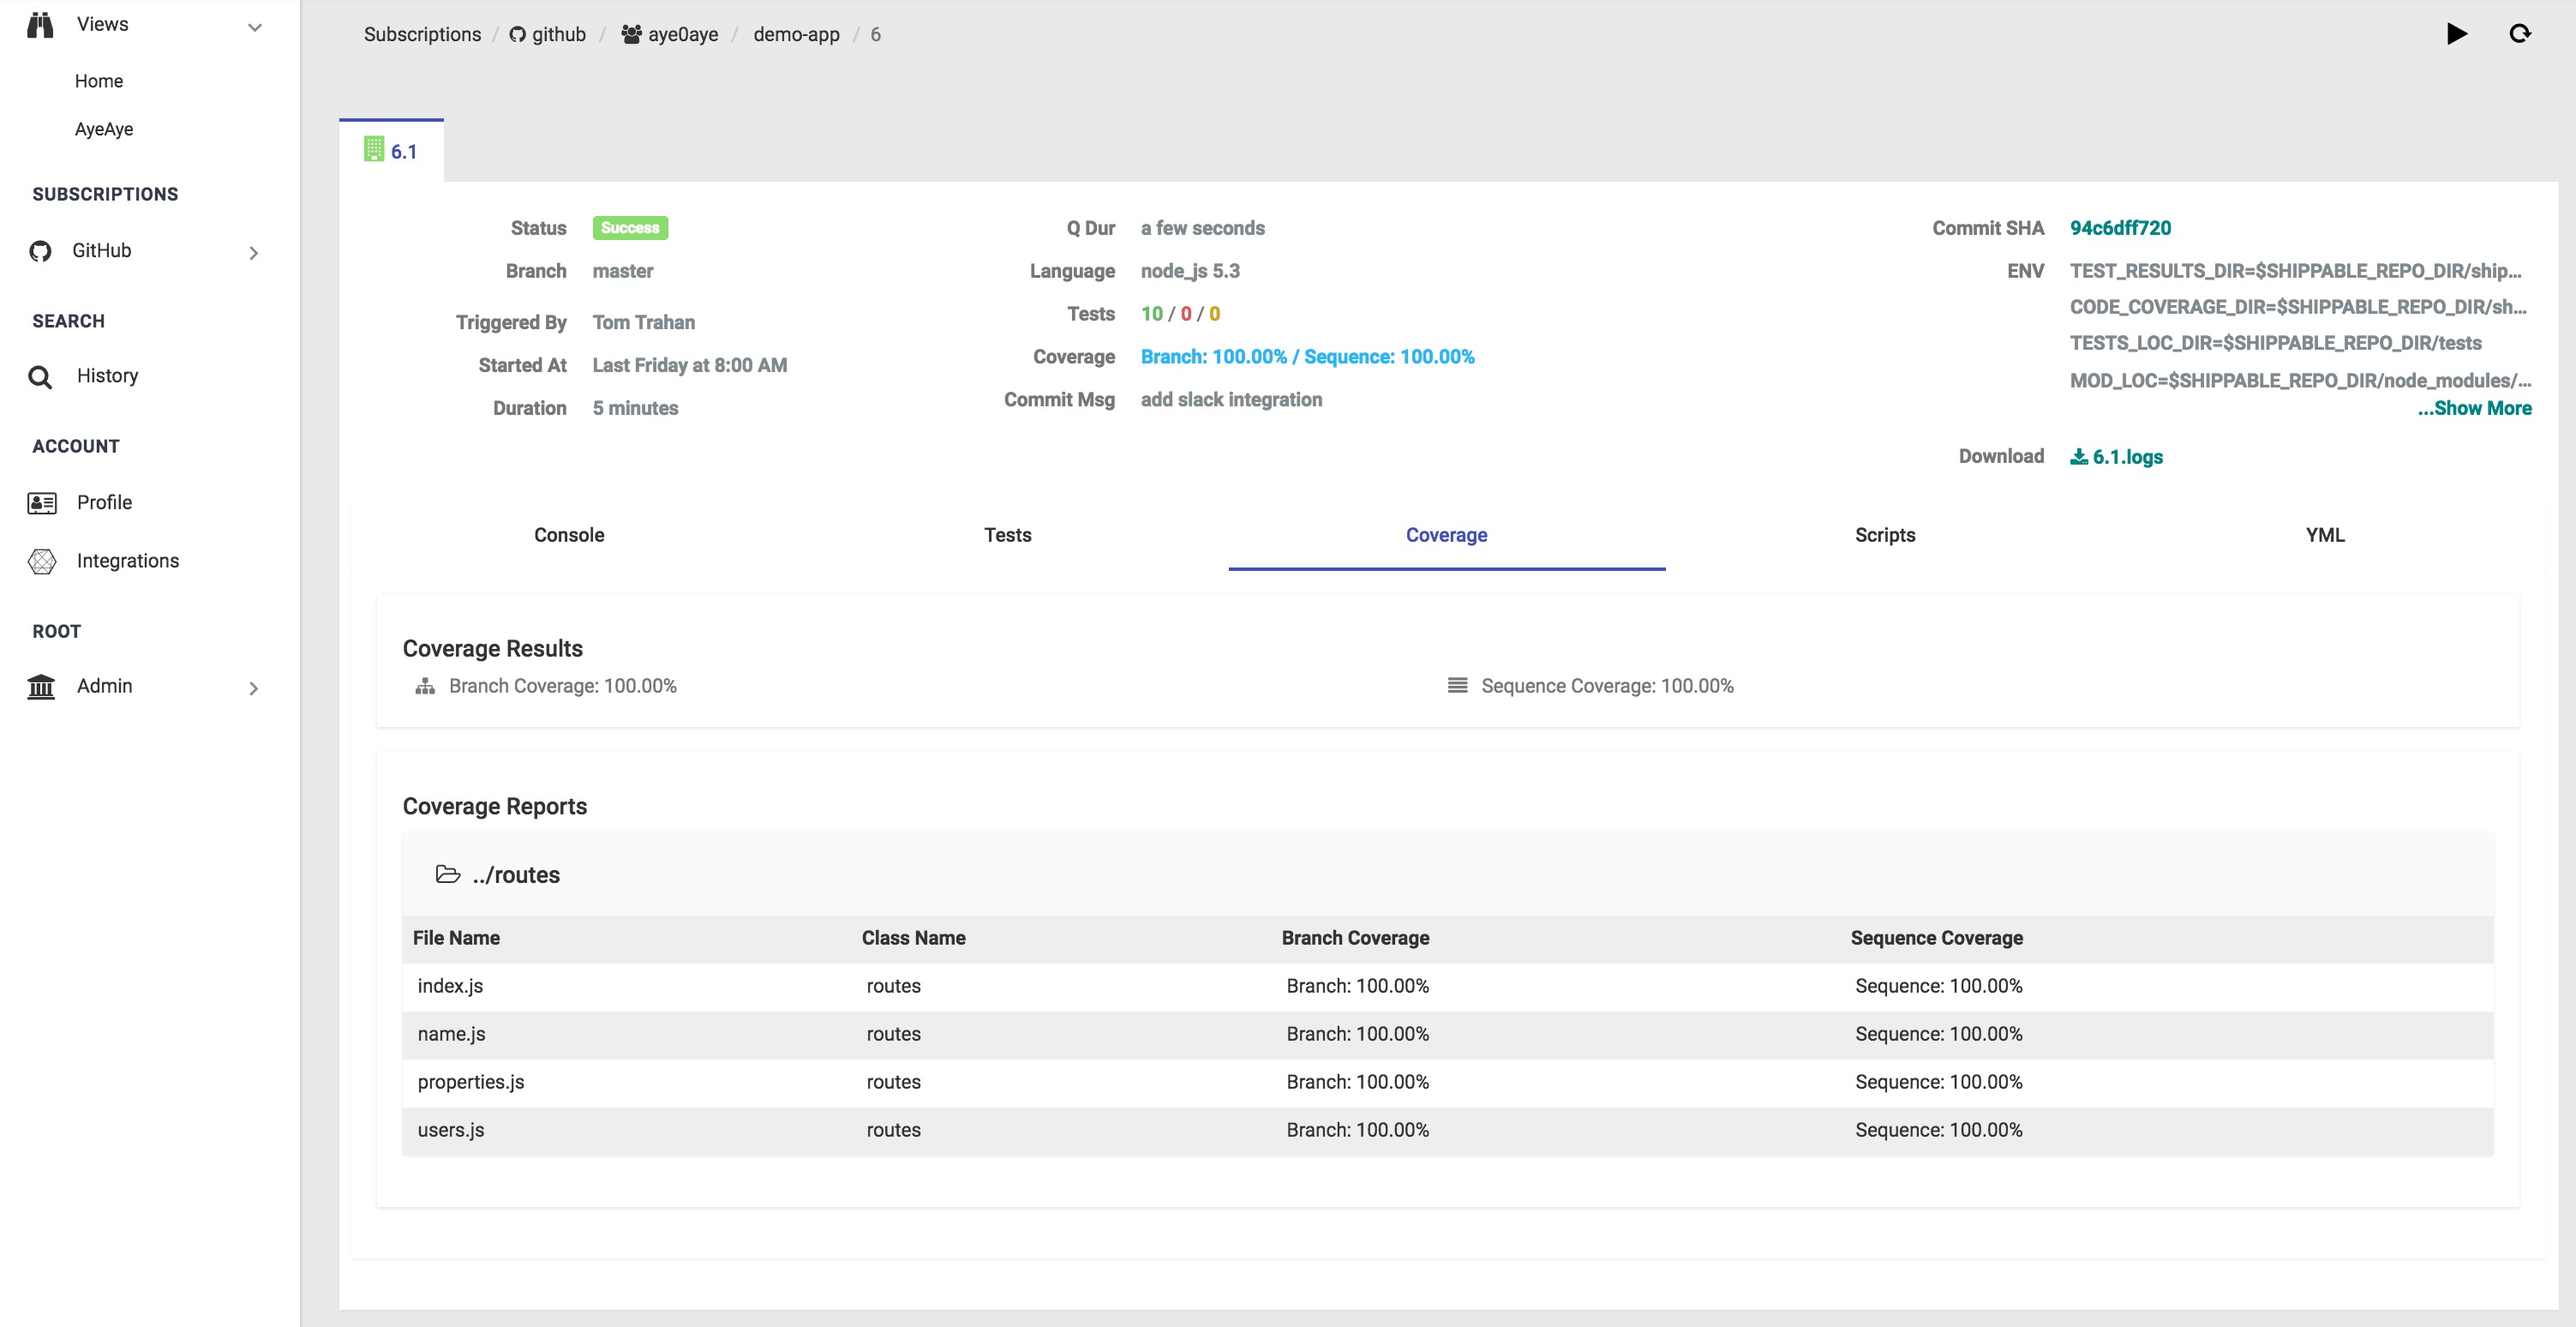 Views
Home
AyeAye
SUBSCRIPTIONS
GitHub
SEARCH
History
ACCOUNT
Profile
Integrations
ROOT
Admin
Subscriptions / github / aye0aye / demo-app / 6
6.1
Status Success
Branch master
Triggered By Tom Trahan
Started At Last Friday at 8:00 AM
Duration 5 minutes
Q Dur a few seconds
Language node_js 5.3
Tests 10 / 0 / 0
Coverage Branch: 100.00% / Sequence: 100.00%
Commit Msg add slack integration
Commit SHA 94c6dff720
ENV TEST_RESULTS_DIR=$SHIPPABLE_REPO_DIR/ship...
CODE_COVERAGE_DIR=$SHIPPABLE_REPO_DIR/sh...
TESTS_LOC_DIR=$SHIPPABLE_REPO_DIR/tests
MOD_LOC=$SHIPPABLE_REPO_DIR/node_modules/...
...Show More
Download 6.1.logs
Console Tests Coverage Scripts YML
Coverage Results
Branch Coverage: 100.00% Sequence Coverage: 100.00%
Coverage Reports
../routes
File Name Class Name Branch Coverage Sequence Coverage
index.js routes Branch: 100.00% Sequence: 100.00%
name.js routes Branch: 100.00% Sequence: 100.00%
properties.js routes Branch: 100.00% Sequence: 100.00%
users.js routes Branch: 100.00% Sequence: 100.00%